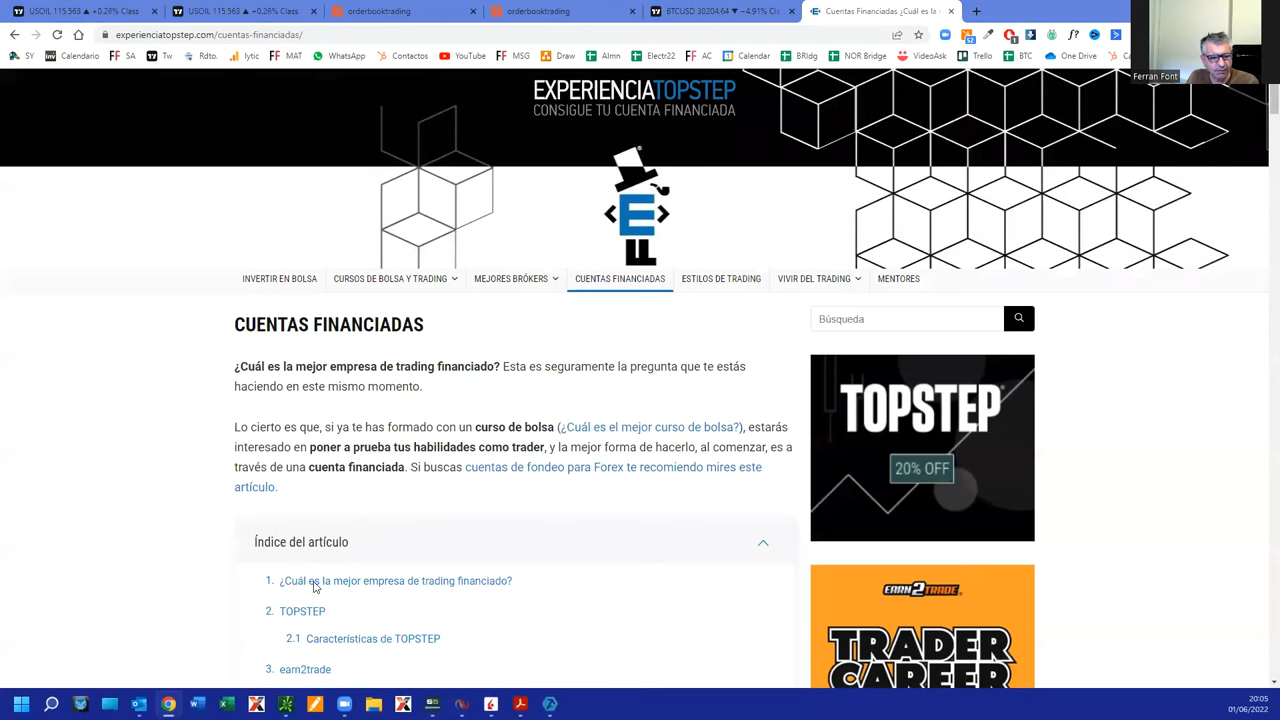 USOIL 115.563 ▲ +0.26% Class
USOIL 115.563 ▲ +0.26% Class
orderbooktrading
orderbooktrading
BTCUSD 30204.64 ▼ −4.91% Class
Cuentas Financiadas ¿Cuál es la
experienciatopstep.com/cuentas-financiadas/
SY
Calendario
SA
Tw
Rdto.
lytic
MAT
WhatsApp
Contactos
YouTube
MSG
Draw
Almn
Electr22
AC
Calendar
BRldg
NOR Bridge
VideoAsk
Trello
BTC
One Drive
Ferran Font
EXPERIENCIATOPSTEP
CONSIGUE TU CUENTA FINANCIADA
INVERTIR EN BOLSA
CURSOS DE BOLSA Y TRADING
MEJORES BRÓKERS
CUENTAS FINANCIADAS
ESTILOS DE TRADING
VIVIR DEL TRADING
MENTORES
CUENTAS FINANCIADAS
¿Cuál es la mejor empresa de trading financiado? Esta es seguramente la pregunta que te estás
haciendo en este mismo momento.
Lo cierto es que, si ya te has formado con un curso de bolsa (¿Cuál es el mejor curso de bolsa?), estarás
interesado en poner a prueba tus habilidades como trader, y la mejor forma de hacerlo, al comenzar, es a
través de una cuenta financiada. Si buscas cuentas de fondeo para Forex te recomiendo mires este
artículo.
Índice del artículo
1. ¿Cuál es la mejor empresa de trading financiado?
2. TOPSTEP
2.1 Características de TOPSTEP
3. earn2trade
Búsqueda
TOPSTEP
20% OFF
EARN2TRADE
TRADER
CAREER
20:05
01/06/2022